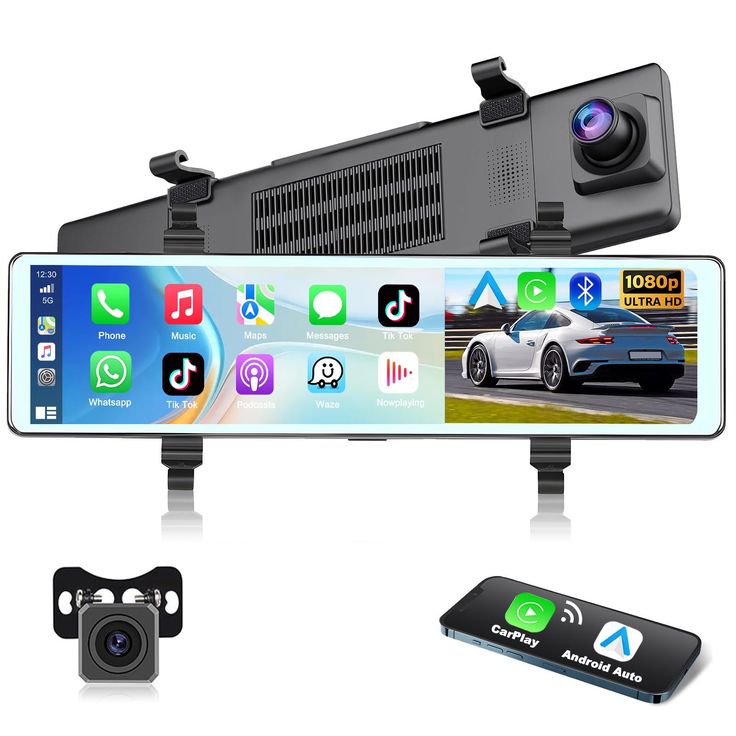 12:30
5G
Phone
Music
Maps
Messages
Tik Tok
Whatsapp
Tik Tok
Podcasts
Waze
Nowplaying
1080p
ULTRA HD
CarPlay
Android Auto